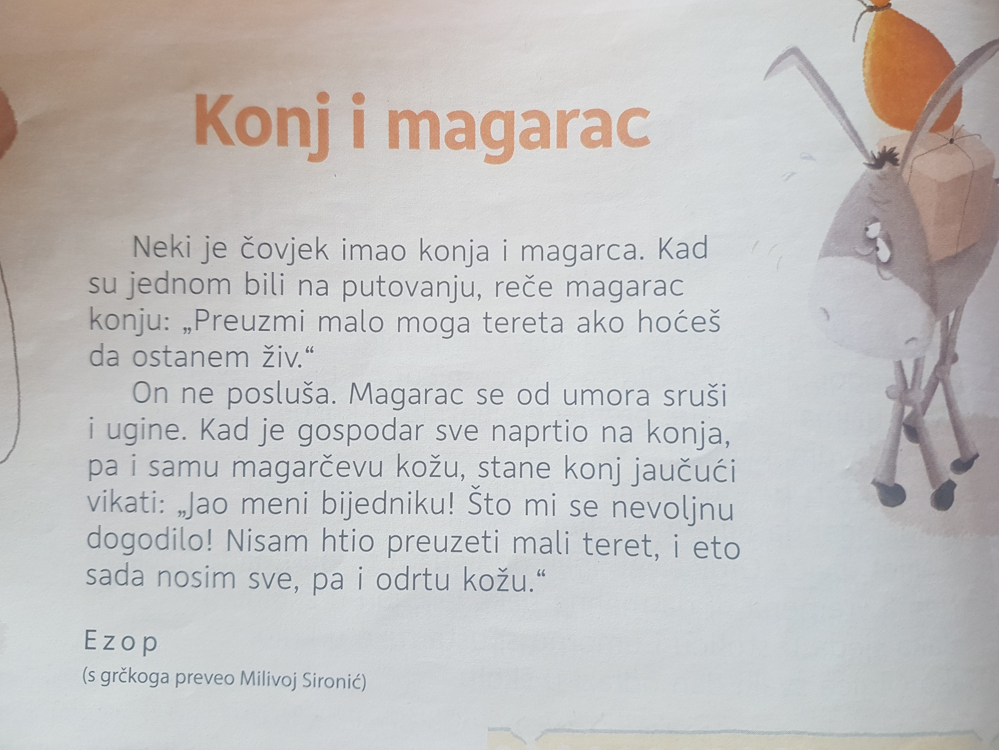 Konj i magarac
Neki je čovjek imao konja i magarca. Kad
su jednom bili na putovanju, reče magarac
konju: „Preuzmi malo moga tereta ako hoćeš
da ostanem živ.“
On ne posluša. Magarac se od umora sruši
i ugine. Kad je gospodar sve naprtio na konja,
pa i samu magarčevu kožu, stane konj jaučući
vikati: „Jao meni bijedniku! Što mi se nevoljnu
dogodilo! Nisam htio preuzeti mali teret, i eto
sada nosim sve, pa i odrtu kožu.“
Ezop
(s grčkoga preveo Milivoj Sironić)